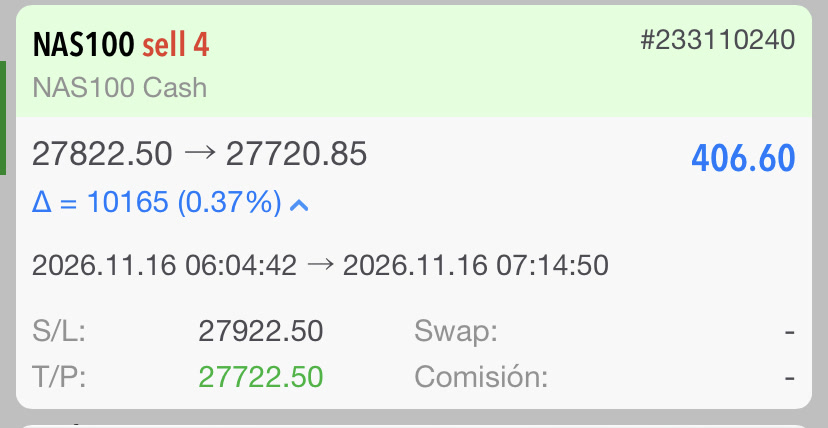 NAS100 sell 4
#233110240
NAS100 Cash
27822.50 → 27720.85
406.60
Δ = 10165 (0.37%)
2026.11.16 06:04:42 → 2026.11.16 07:14:50
S/L: 27922.50 Swap: -
T/P: 27722.50 Comisión: -